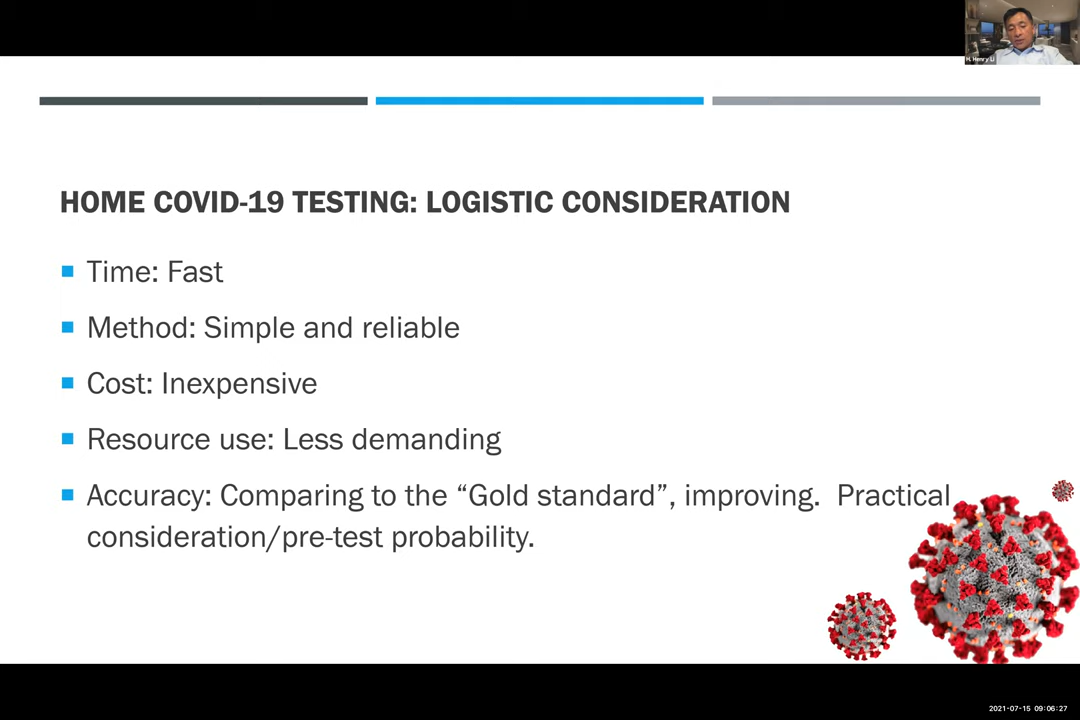 H. Henry Li
HOME COVID-19 TESTING: LOGISTIC CONSIDERATION
Time: Fast
Method: Simple and reliable
Cost: Inexpensive
Resource use: Less demanding
Accuracy: Comparing to the “Gold standard”, improving.  Practical
consideration/pre-test probability.
2021-07-15 09:06:27